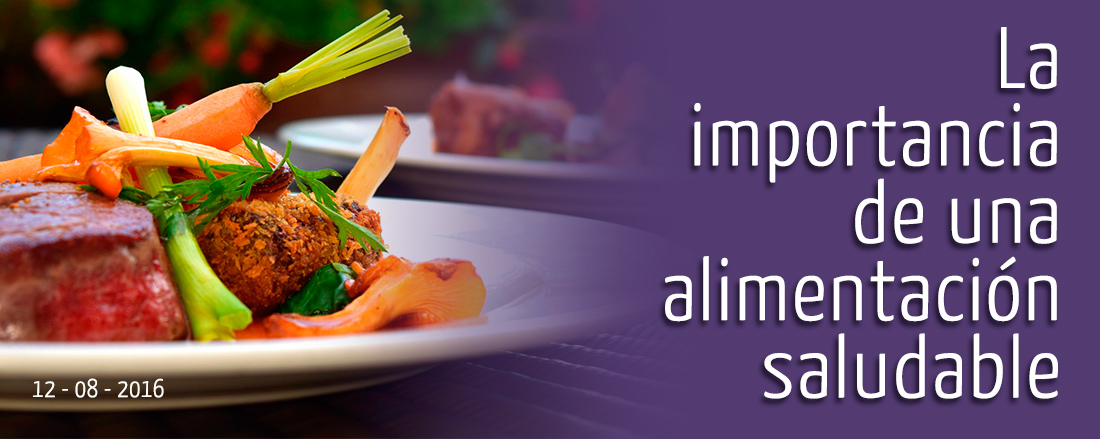 La
importancia
de una
alimentación
saludable
12 - 08 - 2016